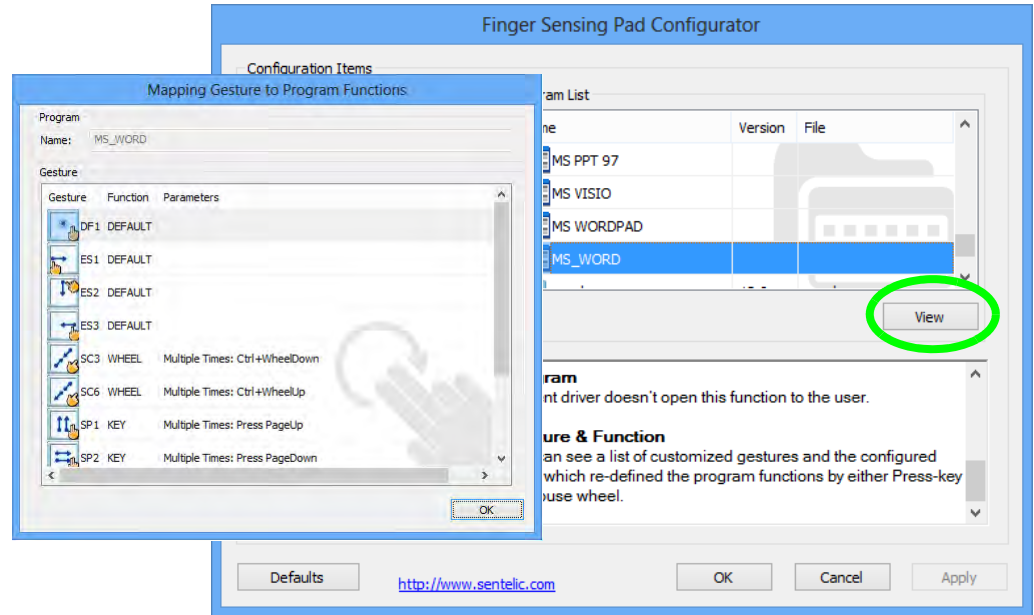 Finger Sensing Pad Configurator
Configuration Items
Mapping Gesture to Program Functions
Program
Name: MS_WORD
Gesture
Gesture Function Parameters
DF1 DEFAULT
ES1 DEFAULT
ES2 DEFAULT
ES3 DEFAULT
SC3 WHEEL Multiple Times: Ctrl+WheelDown
SC6 WHEEL Multiple Times: Ctrl+WheelUp
SP1 KEY Multiple Times: Press PageUp
SP2 KEY Multiple Times: Press PageDown
OK
ram List
me Version File
MS PPT 97
MS VISIO
MS WORDPAD
MS_WORD
View
ram
nt driver doesn't open this function to the user.
ure & Function
an see a list of customized gestures and the configured
which re-defined the program functions by either Press-key
ouse wheel.
Defaults http://www.sentelic.com OK Cancel Apply